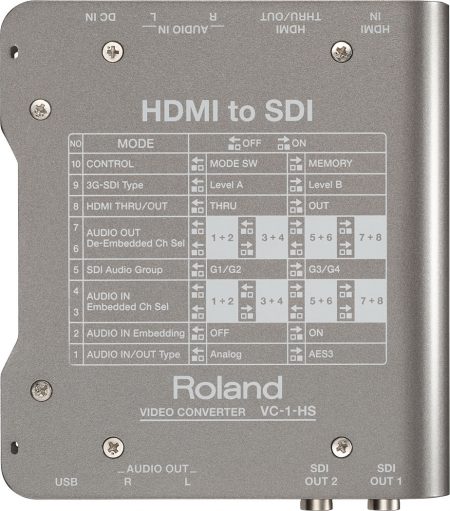 DC IN
R AUDIO IN L
HDMI
THRU/OUT
HDMI
IN
HDMI to SDI
NO MODE OFF ON
10 CONTROL MODE SW MEMORY
9 3G-SDI Type Level A Level B
8 HDMI THRU/OUT THRU OUT
7
6
AUDIO OUT
De-Embedded Ch Sel
1 + 2 3 + 4 5 + 6 7 + 8
5 SDI Audio Group G1/G2 G3/G4
4
3
AUDIO IN
Embedded Ch Sel
1 + 2 3 + 4 5 + 6 7 + 8
2 AUDIO IN Embedding OFF ON
1 AUDIO IN/OUT Type Analog AES3
Roland
VIDEO CONVERTER VC-1-HS
USB
AUDIO OUT
R L
SDI
OUT 2
SDI
OUT 1